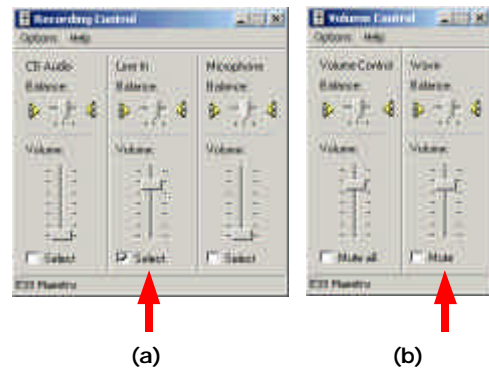 Recording Control
Options Help
CD Audio
Balance:
Volume:
Select
Line In
Balance:
Volume:
Select
Microphone
Balance:
Volume:
Select
ESS Maestro
(a)
Volume Control
Options Help
Volume Control
Balance:
Volume:
Mute all
Wave
Balance:
Volume:
Mute
ESS Maestro
(b)